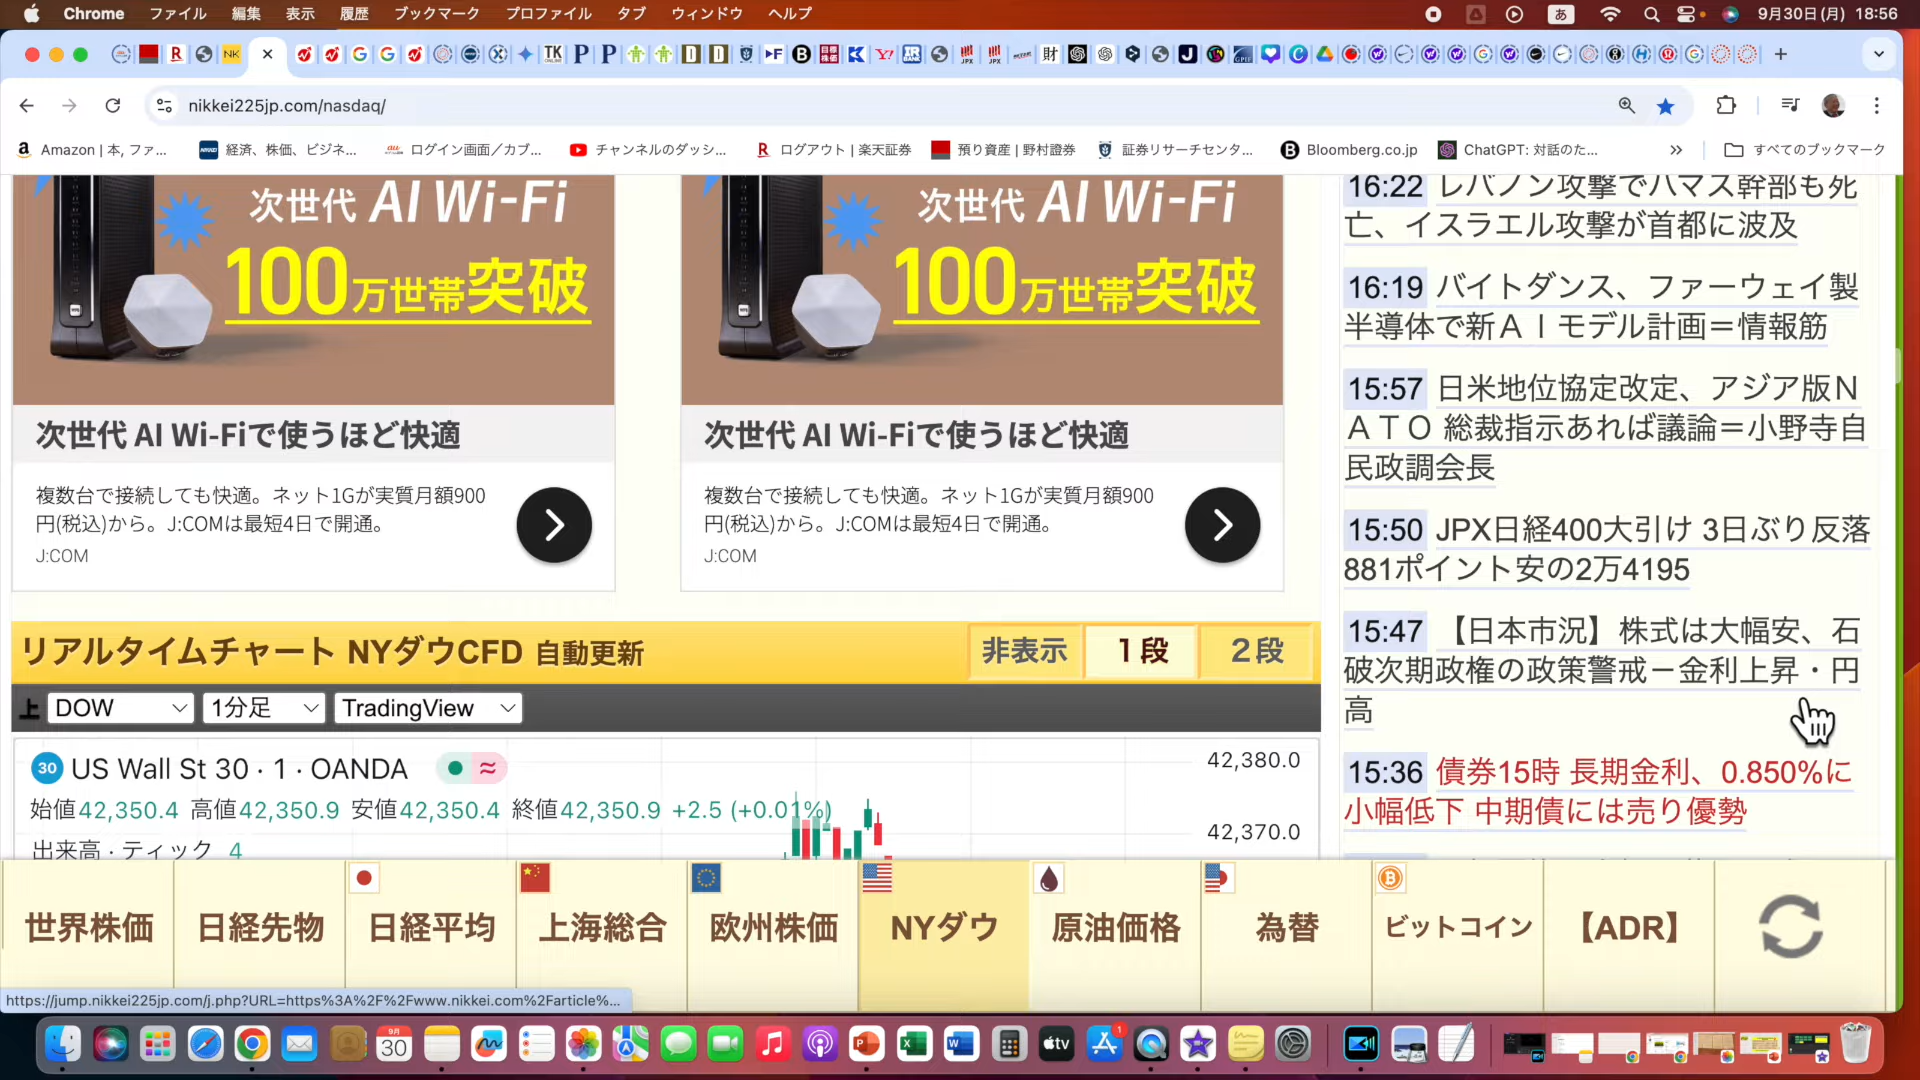 Chrome ファイル 編集 表示 履歴 ブックマーク プロファイル タブ ウィンドウ ヘルプ
あ
9月30日(月) 18:56
nikkei225jp.com/nasdaq/
Amazon | 本, ファ...
経済、株価、ビジネ...
ログイン画面／カブ...
チャンネルのダッシ...
ログアウト | 楽天証券
預り資産 | 野村證券
証券リサーチセンタ...
Bloomberg.co.jp
ChatGPT: 対話のた...
すべてのブックマーク
次世代 AI Wi-Fi
100万世帯突破
次世代 AI Wi-Fiで使うほど快適
複数台で接続しても快適。ネット1Gが実質月額900
円(税込)から。J:COMは最短4日で開通。
J:COM
次世代 AI Wi-Fi
100万世帯突破
次世代 AI Wi-Fiで使うほど快適
複数台で接続しても快適。ネット1Gが実質月額900
円(税込)から。J:COMは最短4日で開通。
J:COM
16:22 レバノン攻撃でハマス幹部も死
亡、イスラエル攻撃が首都に波及
16:19 バイトダンス、ファーウェイ製
半導体で新ＡＩモデル計画＝情報筋
15:57 日米地位協定改定、アジア版Ｎ
ＡＴＯ 総裁指示あれば議論＝小野寺自
民政調会長
15:50 JPX日経400大引け 3日ぶり反落
881ポイント安の2万4195
15:47 【日本市況】株式は大幅安、石
破次期政権の政策警戒－金利上昇・円
高
15:36 債券15時 長期金利、0.850%に
小幅低下 中期債には売り優勢
リアルタイムチャート NYダウCFD 自動更新
非表示 １段 ２段
上 DOW 1分足 TradingView
30 US Wall St 30 · 1 · OANDA
始値42,350.4 高値42,350.9 安値42,350.4 終値42,350.9 +2.5 (+0.01%)
出来高 · ティック 4
42,380.0
42,370.0
世界株価 日経先物 日経平均 上海総合 欧州株価 NYダウ 原油価格 為替 ビットコイン 【ADR】
https://jump.nikkei225jp.com/j.php?URL=https%3A%2F%2Fwww.nikkei.com%2Farticle%...
9月
30
tv
1